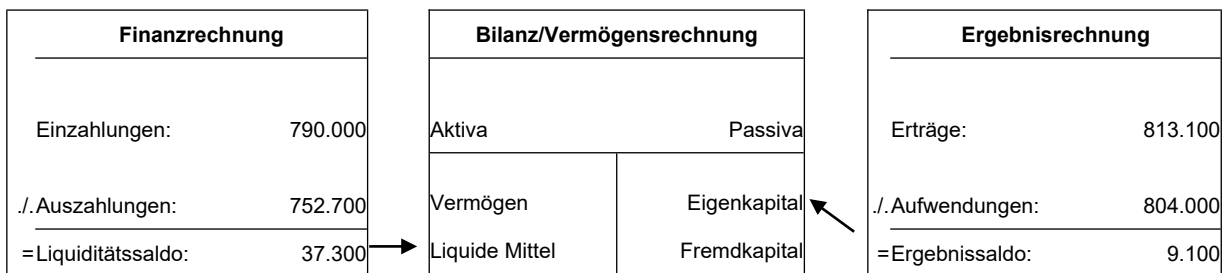 Finanzrechnung
Einzahlungen: 790.000
./. Auszahlungen: 752.700
= Liquiditätssaldo: 37.300
Bilanz/Vermögensrechnung
Aktiva Passiva
Vermögen Eigenkapital
Liquide Mittel Fremdkapital
Ergebnisrechnung
Erträge: 813.100
./. Aufwendungen: 804.000
= Ergebnissaldo: 9.100